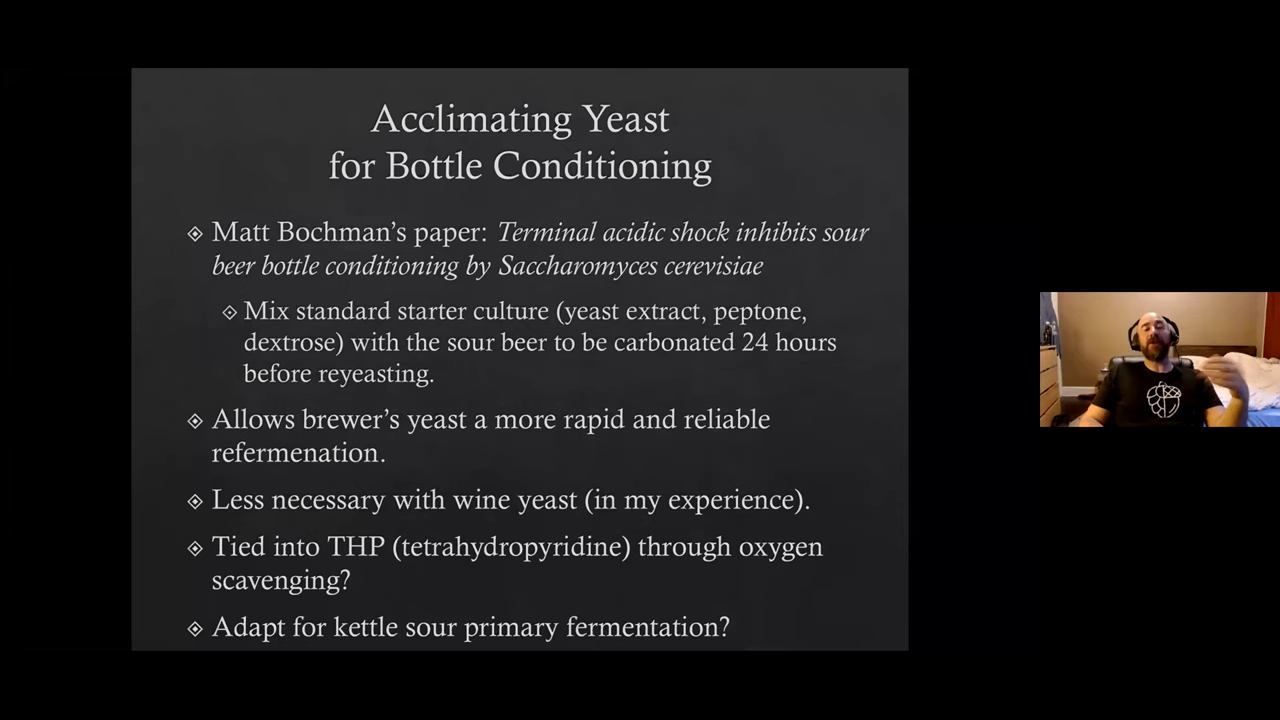 Acclimating Yeast
for Bottle Conditioning
Matt Bochman's paper: Terminal acidic shock inhibits sour
beer bottle conditioning by Saccharomyces cerevisiae
Mix standard starter culture (yeast extract, peptone,
dextrose) with the sour beer to be carbonated 24 hours
before reyeasting.
Allows brewer's yeast a more rapid and reliable
refermenation.
Less necessary with wine yeast (in my experience).
Tied into THP (tetrahydropyridine) through oxygen
scavenging?
Adapt for kettle sour primary fermentation?